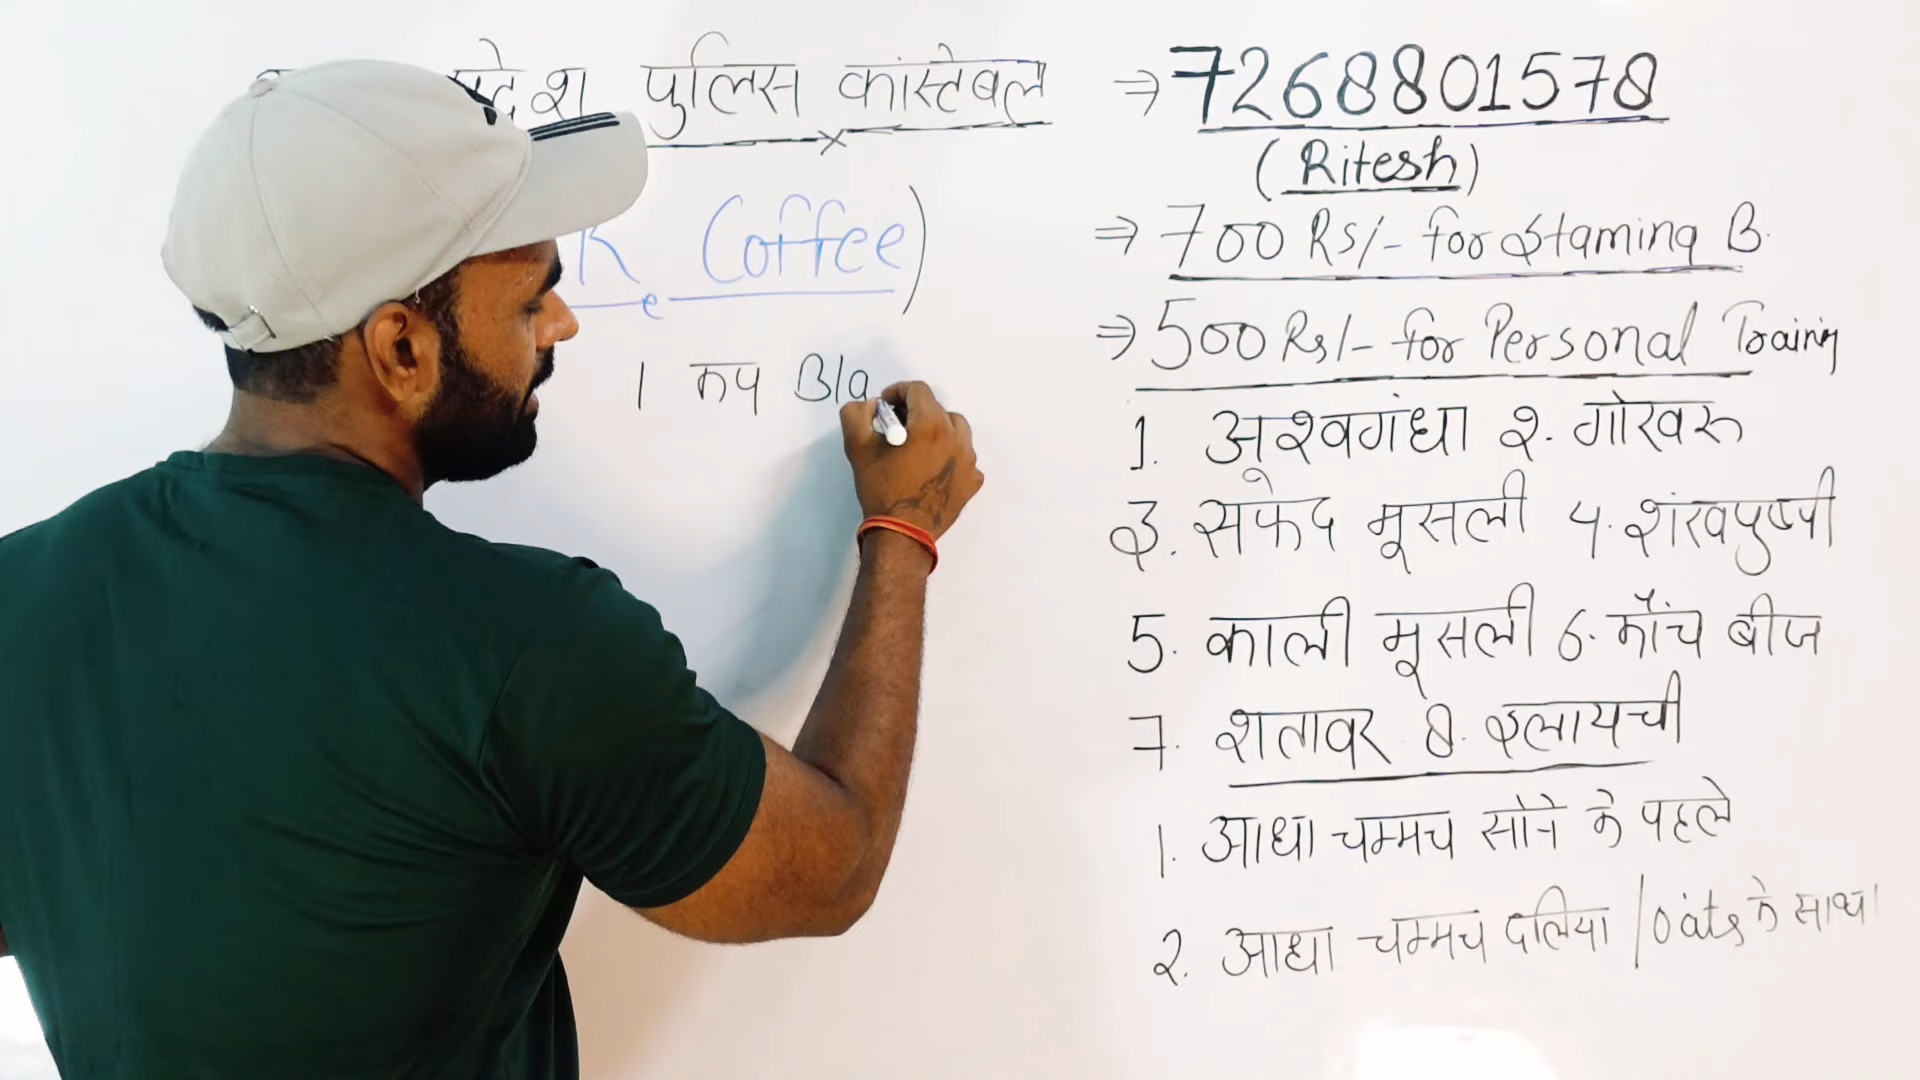 पुलिस कांस्टेबल
Coffee)
1 कप Bla
⇒ 7268801578
(Ritesh)
⇒ 700 Rs/- for Stamina B.
⇒ 500 Rs/- for Personal Training
1. अश्वगंधा २. गोखरू
३. सफेद मूसली ४. शंखपुष्पी
5. काली मूसली 6. कौंच बीज
7. शतावर 8. इलायची
1. आधा चम्मच सोने के पहले
२. आधा चम्मच दलिया / oats के साथ।